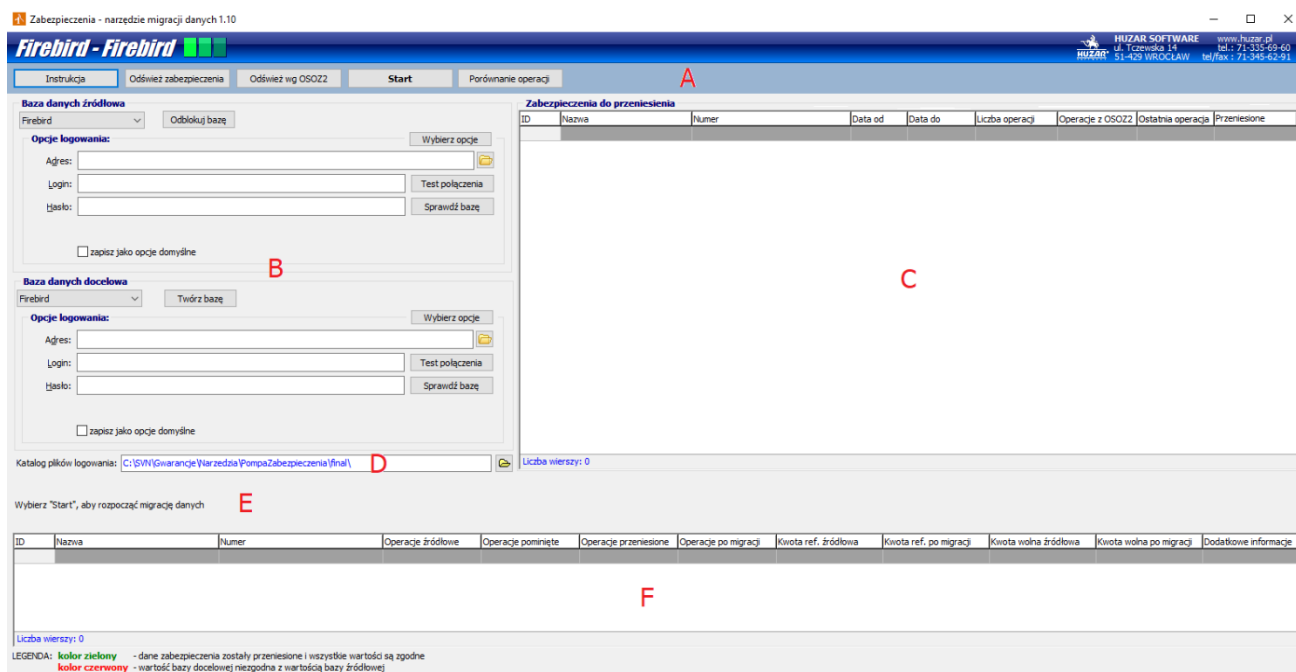 Zabezpieczenia - narzędzie migracji danych 1.10
Firebird - Firebird
HUZAR SOFTWARE www.huzar.pl
ul. Tczewska 14 tel.: 71-335-69-60
51-429 WROCŁAW tel/fax : 71-345-62-91
HUZAR
Instrukcja Odśwież zabezpieczenia Odśwież wg OSOZ2 Start Porównanie operacji A
Baza danych źródłowa
Firebird Odblokuj bazę
Opcje logowania: Wybierz opcje
Adres:
Login: Test połączenia
Hasło: Sprawdź bazę
zapisz jako opcje domyślne
B
Baza danych docelowa
Firebird Twórz bazę
Opcje logowania: Wybierz opcje
Adres:
Login: Test połączenia
Hasło: Sprawdź bazę
zapisz jako opcje domyślne
Katalog plików logowania: C:\SVN\Gwarancje\Narzedzia\PompaZabezpieczenia\final\ D
Zabezpieczenia do przeniesienia
ID Nazwa Numer Data od Data do Liczba operacji Operacje z OSOZ2 Ostatnia operacja Przeniesione
C
Liczba wierszy: 0
Wybierz "Start", aby rozpocząć migrację danych E
ID Nazwa Numer Operacje źródłowe Operacje pominięte Operacje przeniesione Operacje po migracji Kwota ref. źródłowa Kwota ref. po migracji Kwota wolna źródłowa Kwota wolna po migracji Dodatkowe informacje
F
Liczba wierszy: 0
LEGENDA: kolor zielony - dane zabezpieczenia zostały przeniesione i wszystkie wartości są zgodne
kolor czerwony - wartość bazy docelowej niezgodna z wartością bazy źródłowej